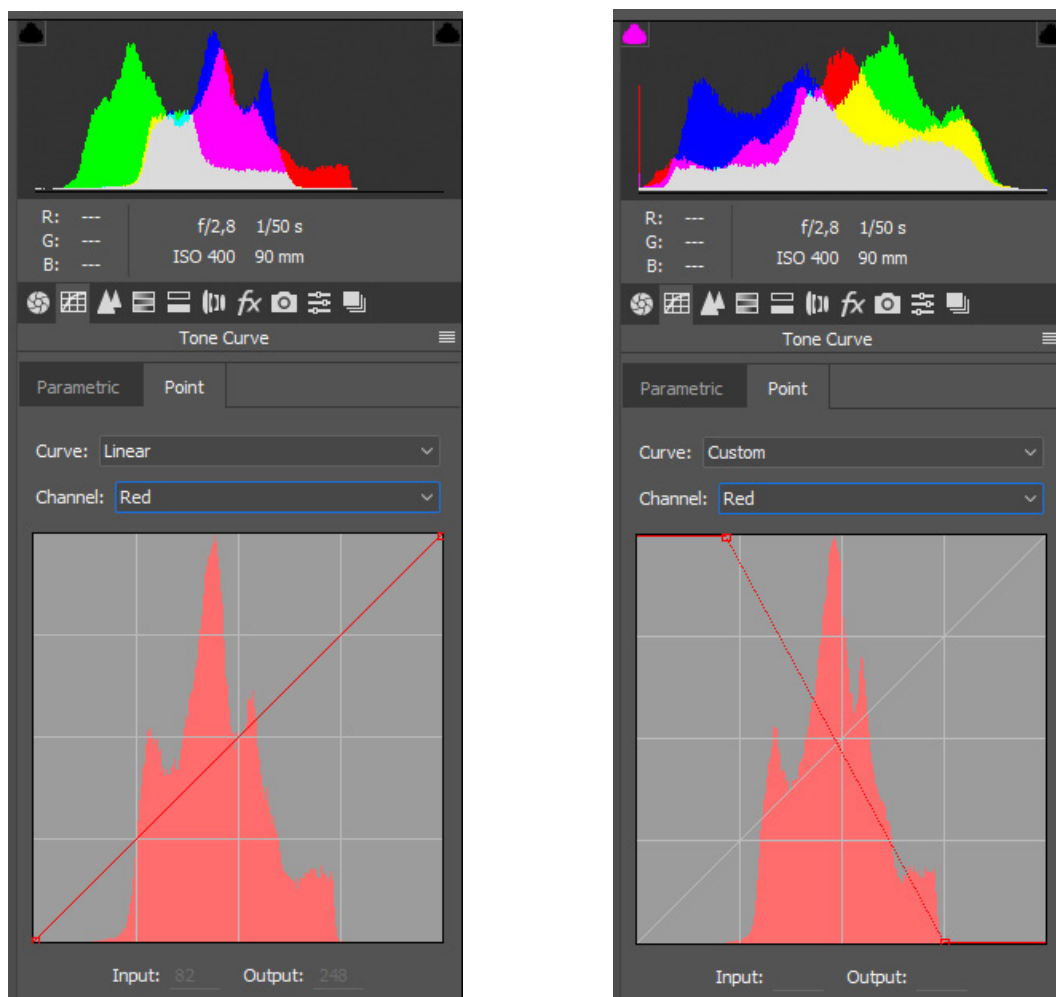 R: ---
G: ---
B: ---
f/2,8 1/50 s
ISO 400 90 mm
fx
Tone Curve
Parametric Point
Curve: Linear
Channel: Red
Input: 82 Output: 248
R: ---
G: ---
B: ---
f/2,8 1/50 s
ISO 400 90 mm
fx
Tone Curve
Parametric Point
Curve: Custom
Channel: Red
Input: Output: